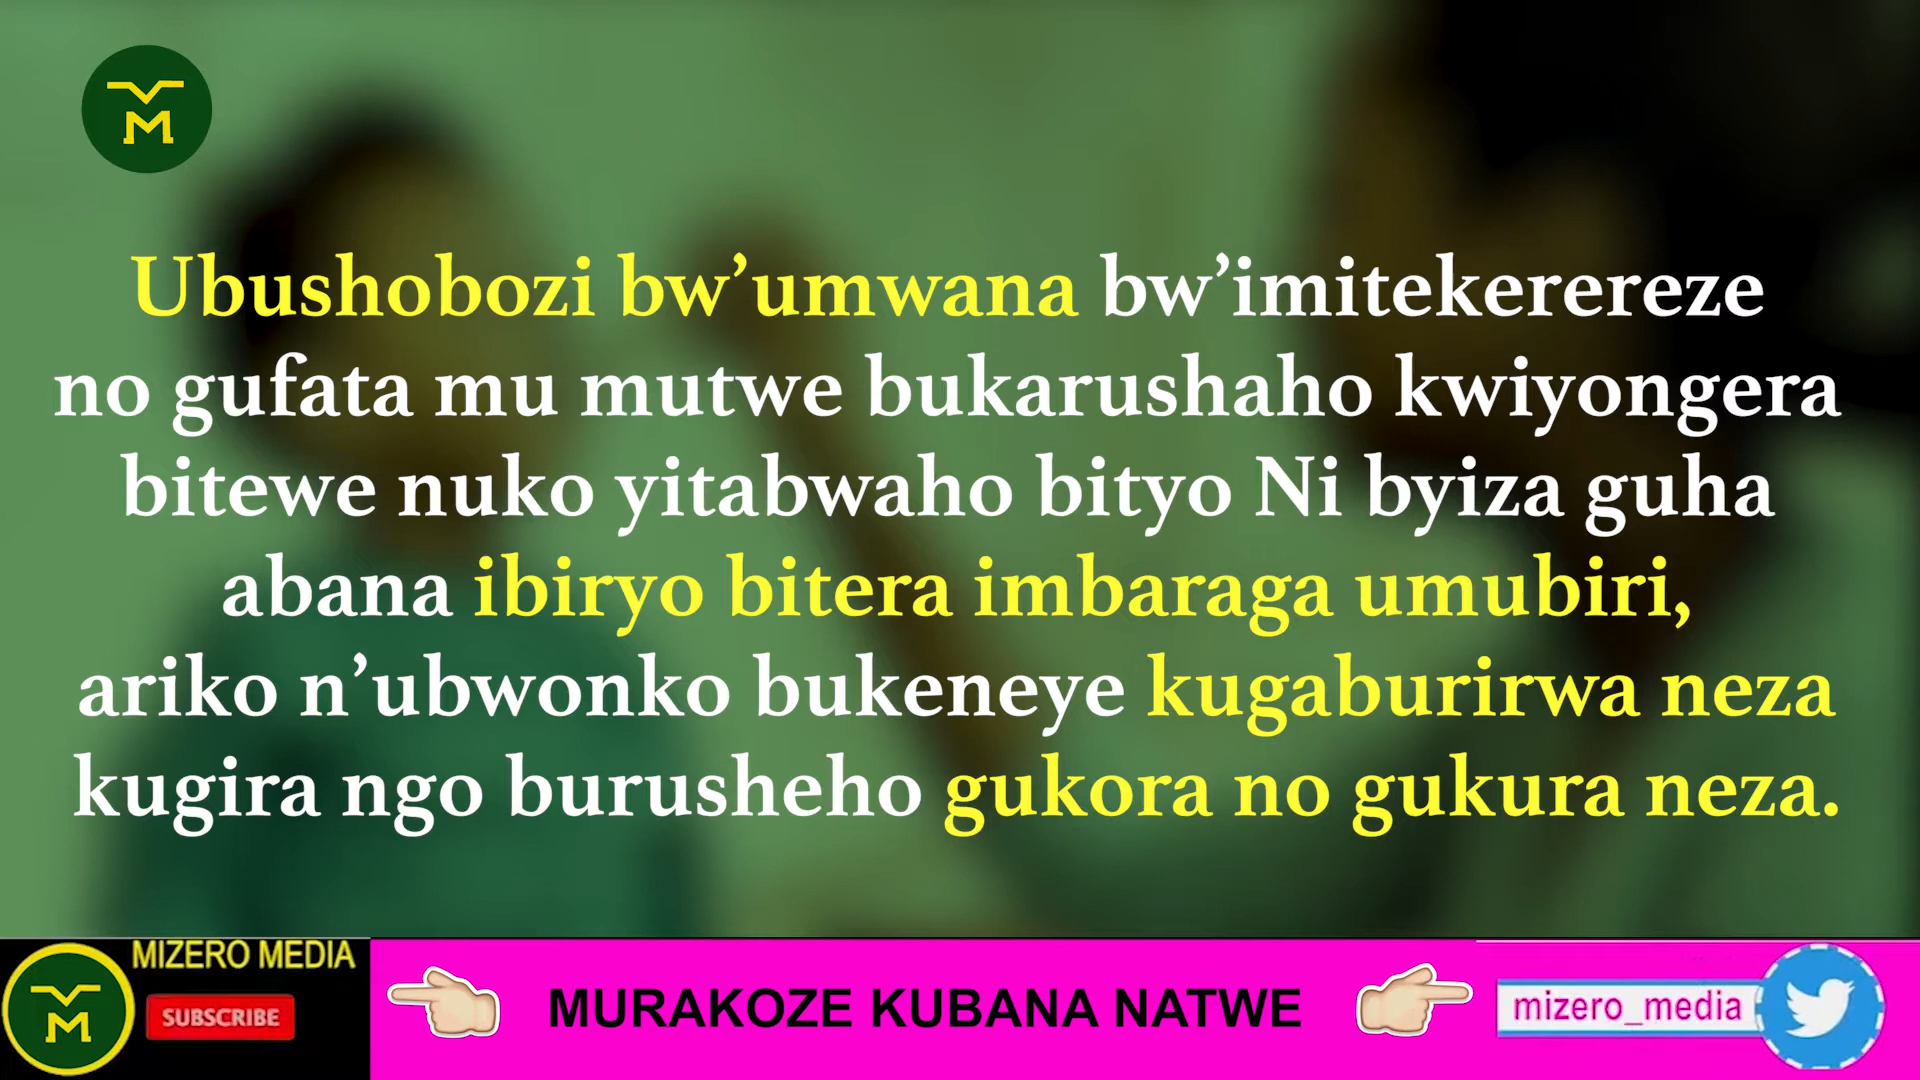 Ubushobozi bw’umwana bw’imitekerereze
no gufata mu mutwe bukarushaho kwiyongera
bitewe nuko yitabwaho bityo Ni byiza guha
abana ibiryo bitera imbaraga umubiri,
ariko n’ubwonko bukeneye kugaburirwa neza
kugira ngo burusheho gukora no gukura neza.
MIZERO MEDIA
SUBSCRIBE
MURAKOZE KUBANA NATWE
mizero_media